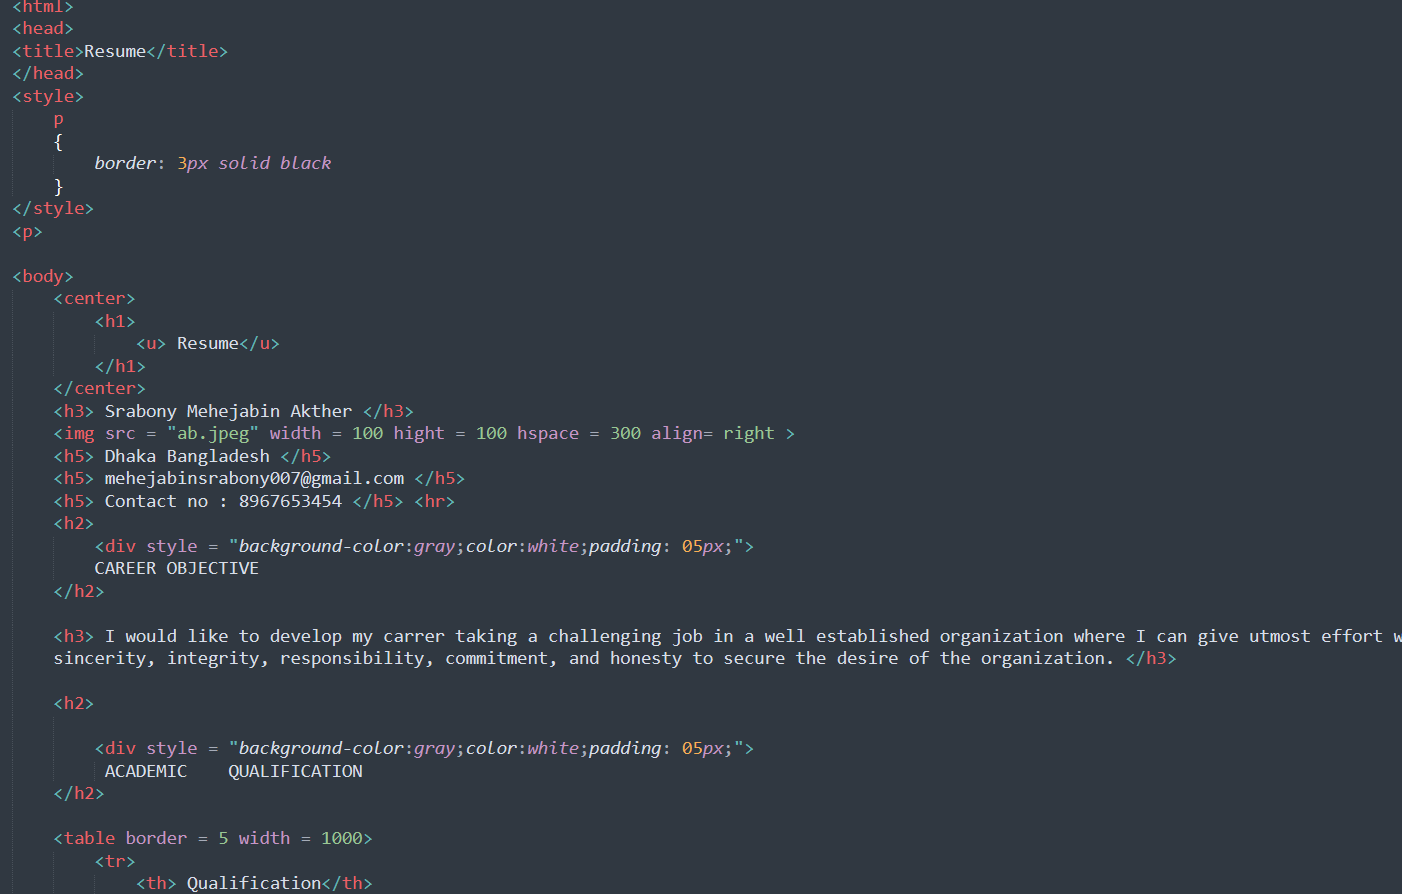 <html>
<head>
<title>Resume</title>
</head>
<style>
    p
    {
        border: 3px solid black
    }
</style>
<p>

<body>
    <center>
        <h1>
            <u> Resume</u>
        </h1>
    </center>
    <h3> Srabony Mehejabin Akther </h3>
    <img src = "ab.jpeg" width = 100 hight = 100 hspace = 300 align= right >
    <h5> Dhaka Bangladesh </h5>
    <h5> mehejabinsrabony007@gmail.com </h5>
    <h5> Contact no : 8967653454 </h5> <hr>
    <h2>
        <div style = "background-color:gray;color:white;padding: 05px;">
        CAREER OBJECTIVE
    </h2>

    <h3> I would like to develop my carrer taking a challenging job in a well established organization where I can give utmost effort w
    sincerity, integrity, responsibility, commitment, and honesty to secure the desire of the organization. </h3>

    <h2>

        <div style = "background-color:gray;color:white;padding: 05px;">
         ACADEMIC    QUALIFICATION
    </h2>

    <table border = 5 width = 1000>
        <tr>
            <th> Qualification</th>